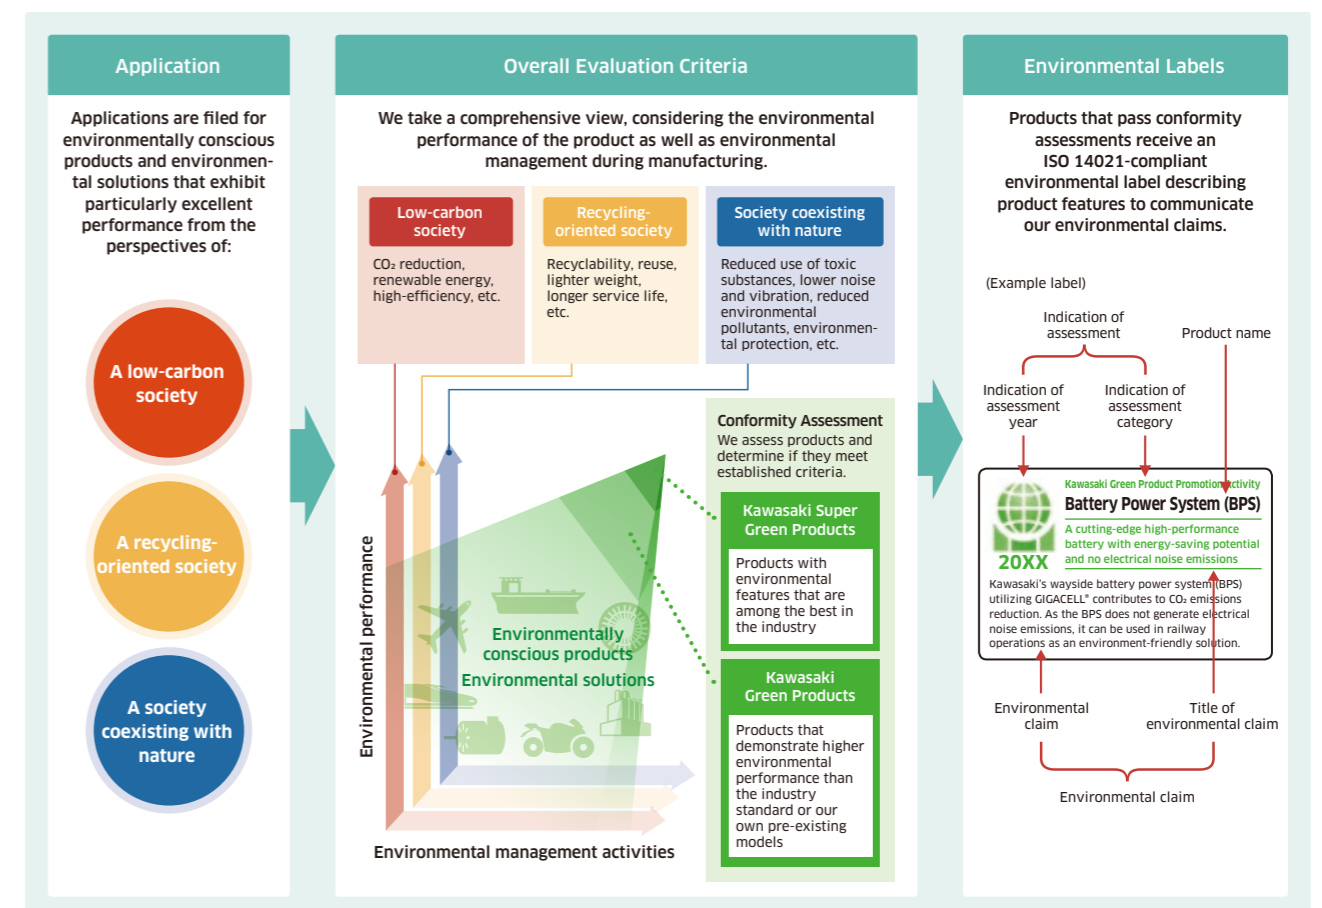 Application
Applications are filed for
environmentally conscious
products and environmen-
tal solutions that exhibit
particularly excellent
performance from the
perspectives of:
A low-carbon
society
A recycling-
oriented society
A society
coexisting with
nature
Overall Evaluation Criteria
We take a comprehensive view, considering the environmental
performance of the product as well as environmental
management during manufacturing.
Low-carbon
society
CO₂ reduction,
renewable energy,
high-efficiency, etc.
Recycling-
oriented society
Recyclability, reuse,
lighter weight,
longer service life,
etc.
Society coexisting
with nature
Reduced use of toxic
substances, lower noise
and vibration, reduced
environmental
pollutants, environmen-
tal protection, etc.
Environmental performance
Environmentally
conscious products
Environmental solutions
Environmental management activities
Conformity Assessment
We assess products and
determine if they meet
established criteria.
Kawasaki Super
Green Products
Products with
environmental
features that are
among the best in
the industry
Kawasaki
Green Products
Products that
demonstrate higher
environmental
performance than
the industry
standard or our
own pre-existing
models
Environmental Labels
Products that pass conformity
assessments receive an
ISO 14021-compliant
environmental label describing
product features to communicate
our environmental claims.
(Example label)
Indication of
assessment
Product name
Indication of
assessment
year
Indication of
assessment
category
Kawasaki Green Product Promotion Activity
Battery Power System (BPS)
A cutting-edge high-performance
battery with energy-saving potential
and no electrical noise emissions
20XX
Kawasaki's wayside battery power system (BPS)
utilizing GIGACELL® contributes to CO₂ emissions
reduction. As the BPS does not generate electrical
noise emissions, it can be used in railway
operations as an environment-friendly solution.
Environmental
claim
Title of
environmental claim
Environmental claim